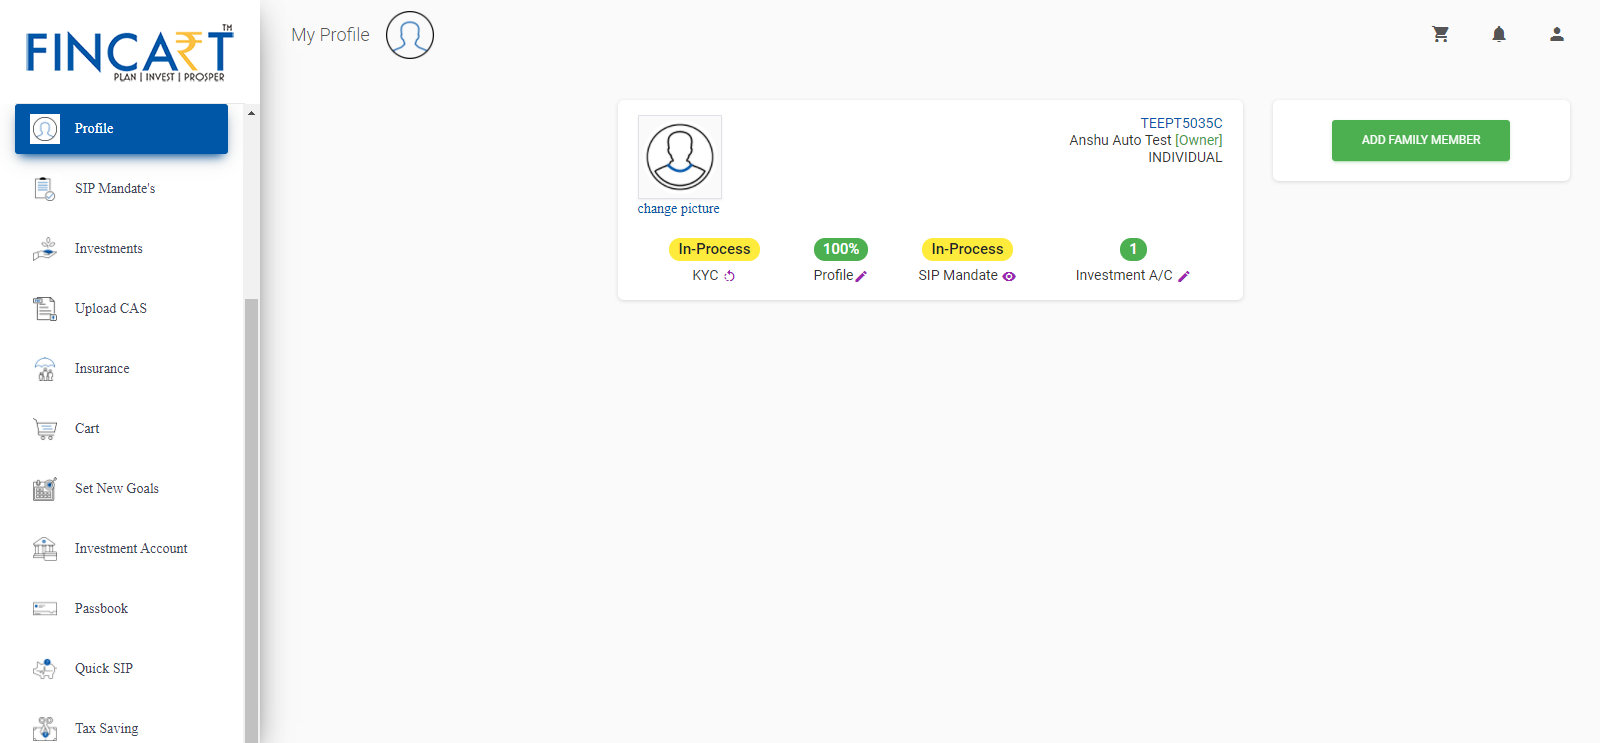 FINCART™
PLAN | INVEST | PROSPER
My Profile
Profile
SIP Mandate's
Investments
Upload CAS
Insurance
Cart
Set New Goals
Investment Account
Passbook
Quick SIP
Tax Saving
change picture
TEEPT5035C
Anshu Auto Test [Owner]
INDIVIDUAL
In-Process
KYC
100%
Profile
In-Process
SIP Mandate
1
Investment A/C
ADD FAMILY MEMBER